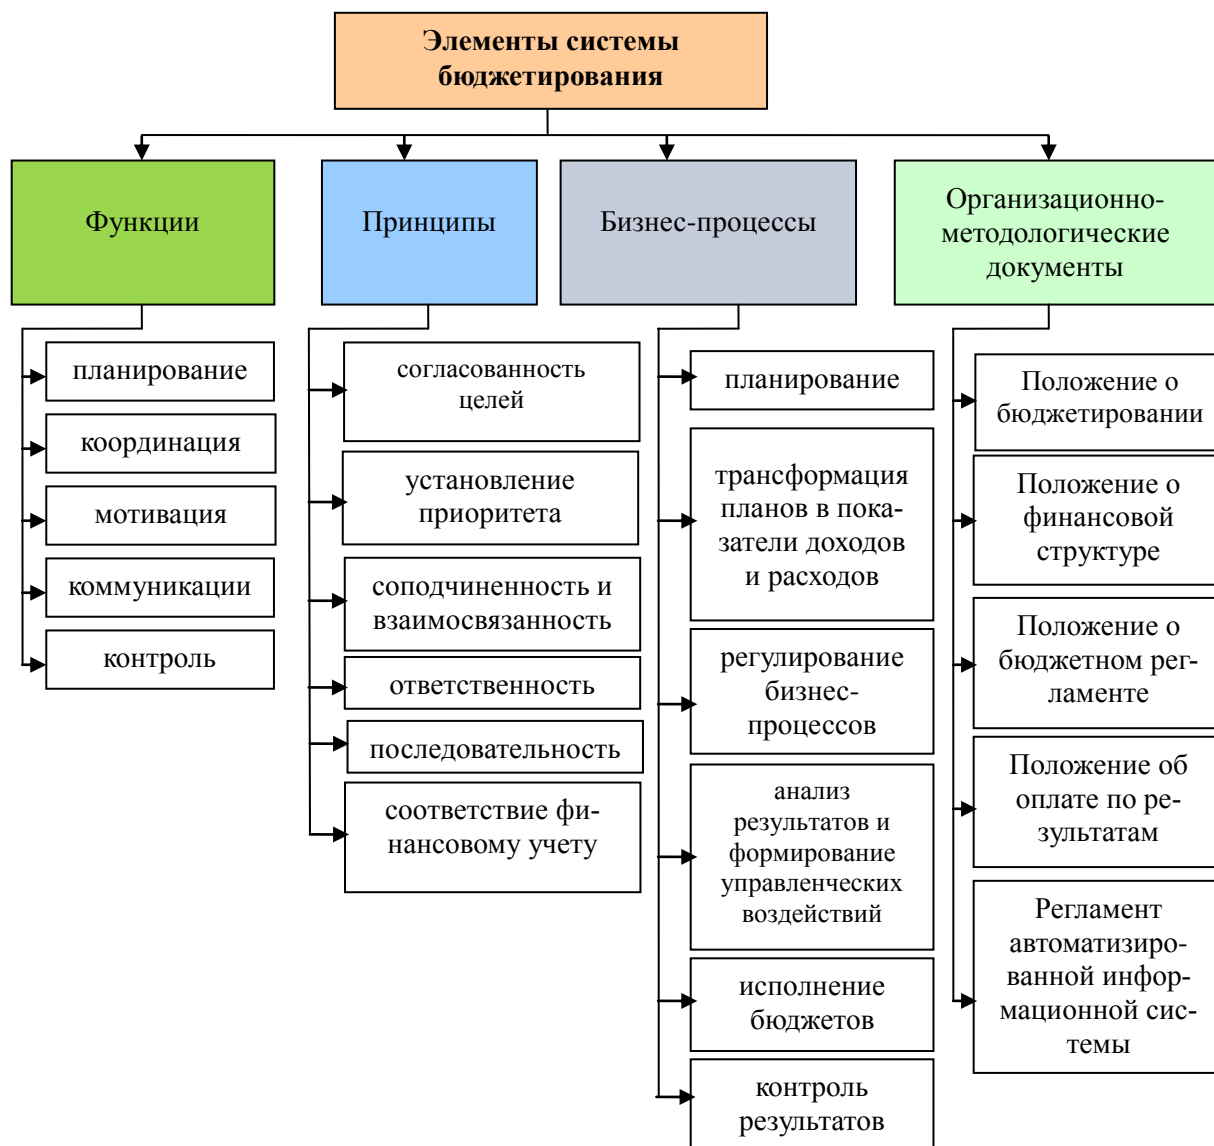 Элементы системы
бюджетирования
Функции
Принципы
Бизнес-процессы
Организационно-
методологические
документы
планирование
координация
мотивация
коммуникации
контроль
согласованность
целей
установление
приоритета
соподчиненность и
взаимосвязанность
ответственность
последовательность
соответствие фи-
нансовому учету
планирование
трансформация
планов в пока-
затели доходов
и расходов
регулирование
бизнес-
процессов
анализ
результатов и
формирование
управленческих
воздействий
исполнение
бюджетов
контроль
результатов
Положение о
бюджетировании
Положение о
финансовой
структуре
Положение о
бюджетном рег-
ламенте
Положение об
оплате по ре-
зультатам
Регламент
автоматизиро-
ванной инфор-
мационной сис-
темы